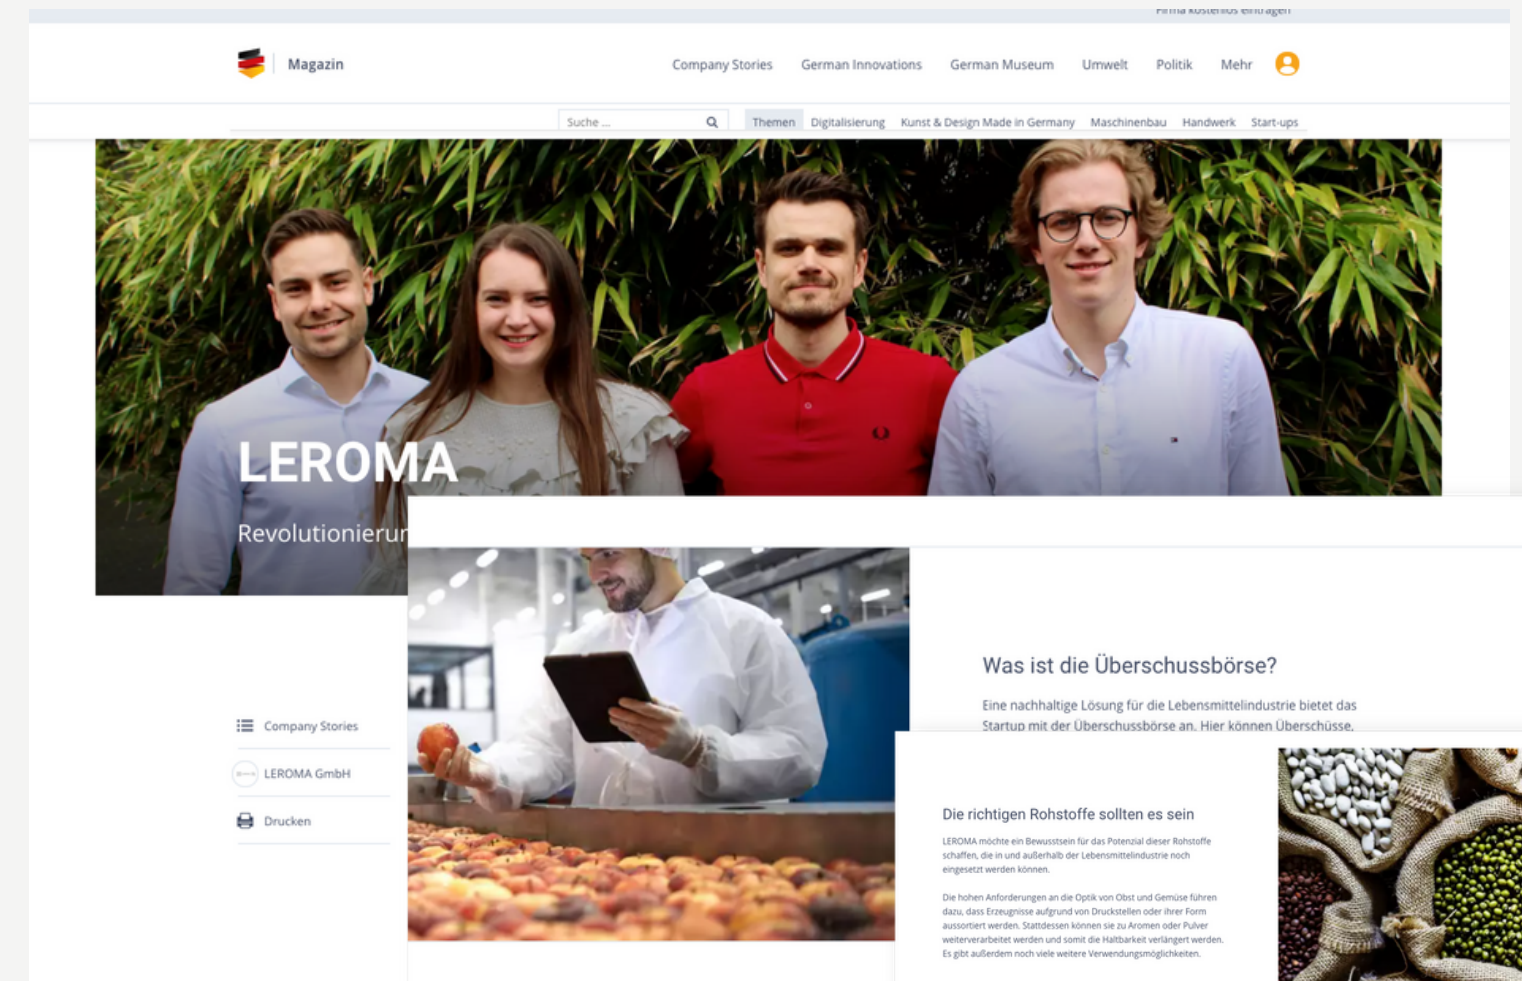 Firma kostenlos eintragen
Magazin
Company Stories German Innovations German Museum Umwelt Politik Mehr
Suche ...
Themen Digitalisierung Kunst & Design Made in Germany Maschinenbau Handwerk Start-ups
LEROMA
Revolutionierun
Company Stories
LEROMA GmbH
Drucken
Was ist die Überschussbörse?
Eine nachhaltige Lösung für die Lebensmittelindustrie bietet das
Startup mit der Überschussbörse an. Hier können Überschüsse,
Die richtigen Rohstoffe sollten es sein
LEROMA möchte ein Bewusstsein für das Potenzial dieser Rohstoffe
schaffen, die in und außerhalb der Lebensmittelindustrie noch
eingesetzt werden können.
Die hohen Anforderungen an die Optik von Obst und Gemüse führen
dazu, dass Erzeugnisse aufgrund von Druckstellen oder ihrer Form
aussortiert werden. Stattdessen können sie zu Aromen oder Pulver
weiterverarbeitet werden und somit die Haltbarkeit verlängert werden.
Es gibt außerdem noch viele weitere Verwendungsmöglichkeiten.